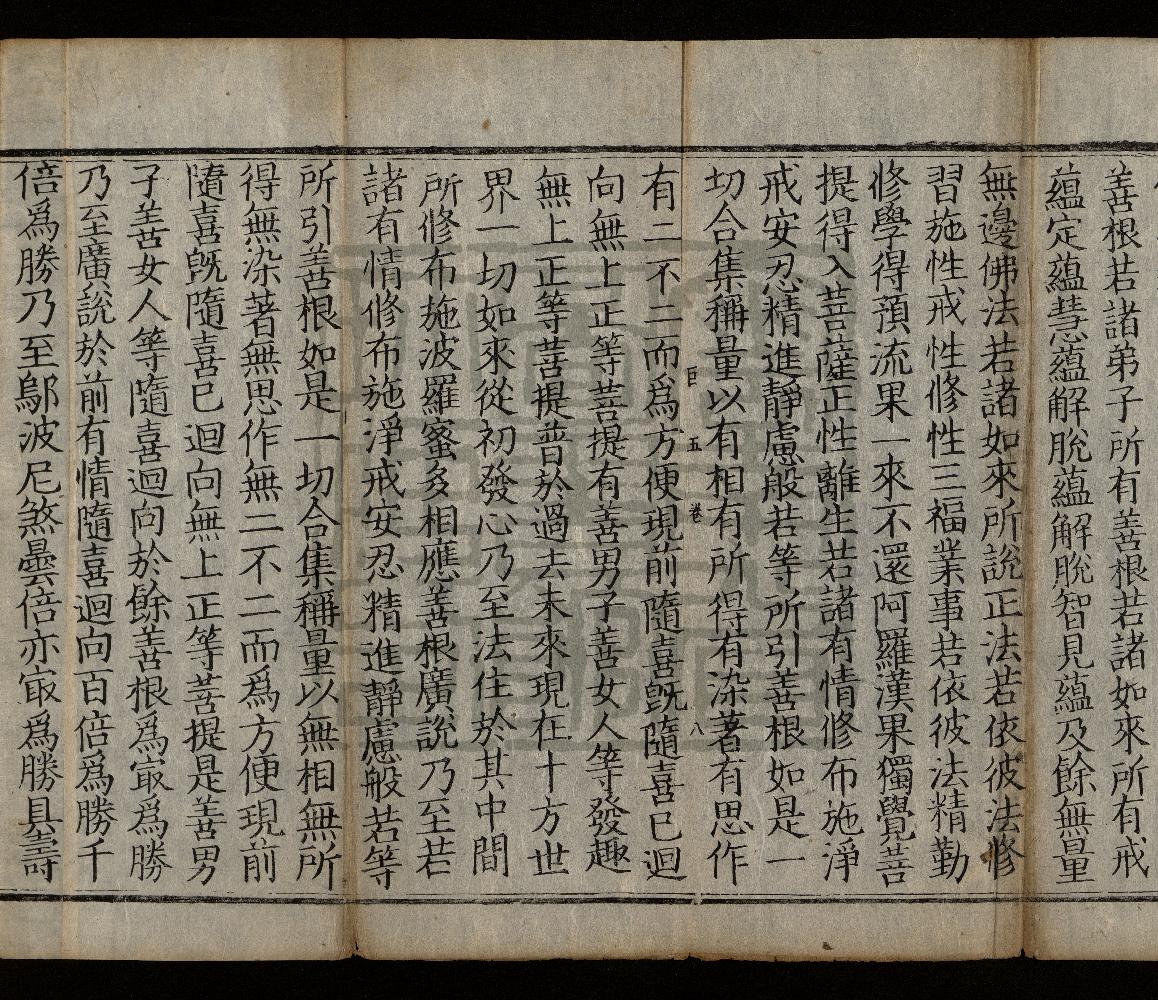 善根若諸弟子所有善根若諸如來所有戒
蘊定蘊慧蘊解脫蘊解脫智見蘊及餘無量
無邊佛法若諸如來所說正法若依彼法修
習施性戒性修性三福業事若依彼法精勤
修學得預流果一來不還阿羅漢果獨覺菩
提得入菩薩正性離生若諸有情修布施淨
戒安忍精進靜慮般若等所引善根如是一
切合集稱量以有相有所得有染著有思作
五 卷 八
有二不二而爲方便現前隨喜旣隨喜已迴
向無上正等菩提有善男子善女人等發趣
無上正等菩提普於過去未來現在十方世
界一切如來從初發心乃至法住於其中間
所修布施波羅蜜多相應善根廣說乃至若
諸有情修布施淨戒安忍精進靜慮般若等
所引善根如是一切合集稱量以無相無所
得無染著無思作無二不二而爲方便現前
隨喜旣隨喜已迴向無上正等菩提是善男
子善女人等隨喜迴向於餘善根爲㝡爲勝
乃至廣說於前有情隨喜迴向百倍爲勝千
倍爲勝乃至鄔波尼煞曇倍亦㝡爲勝具壽